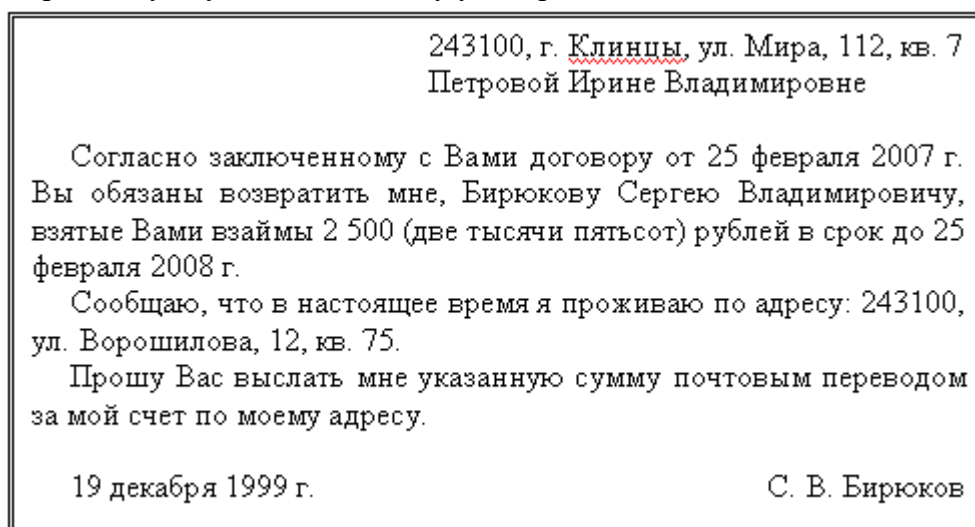 243100, г. Клинцы, ул. Мира, 112, кв. 7
Петровой Ирине Владимировне
Согласно заключенному с Вами договору от 25 февраля 2007 г.
Вы обязаны возвратить мне, Бирюкову Сергею Владимировичу,
взятые Вами взаймы 2 500 (две тысячи пятьсот) рублей в срок до 25
февраля 2008 г.
Сообщаю, что в настоящее время я проживаю по адресу: 243100,
ул. Ворошилова, 12, кв. 75.
Прошу Вас выслать мне указанную сумму почтовым переводом
за мой счет по моему адресу.
19 декабря 1999 г. С. В. Бирюков